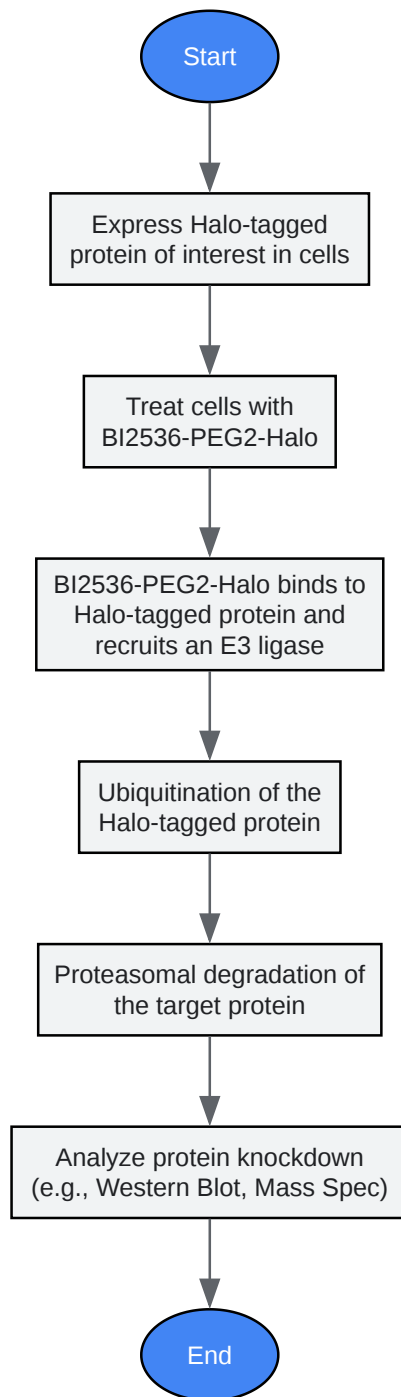 Start
Express Halo-tagged
protein of interest in cells
Treat cells with
BI2536-PEG2-Halo
BI2536-PEG2-Halo binds to
Halo-tagged protein and
recruits an E3 ligase
Ubiquitination of the
Halo-tagged protein
Proteasomal degradation of
the target protein
Analyze protein knockdown
(e.g., Western Blot, Mass Spec)
End